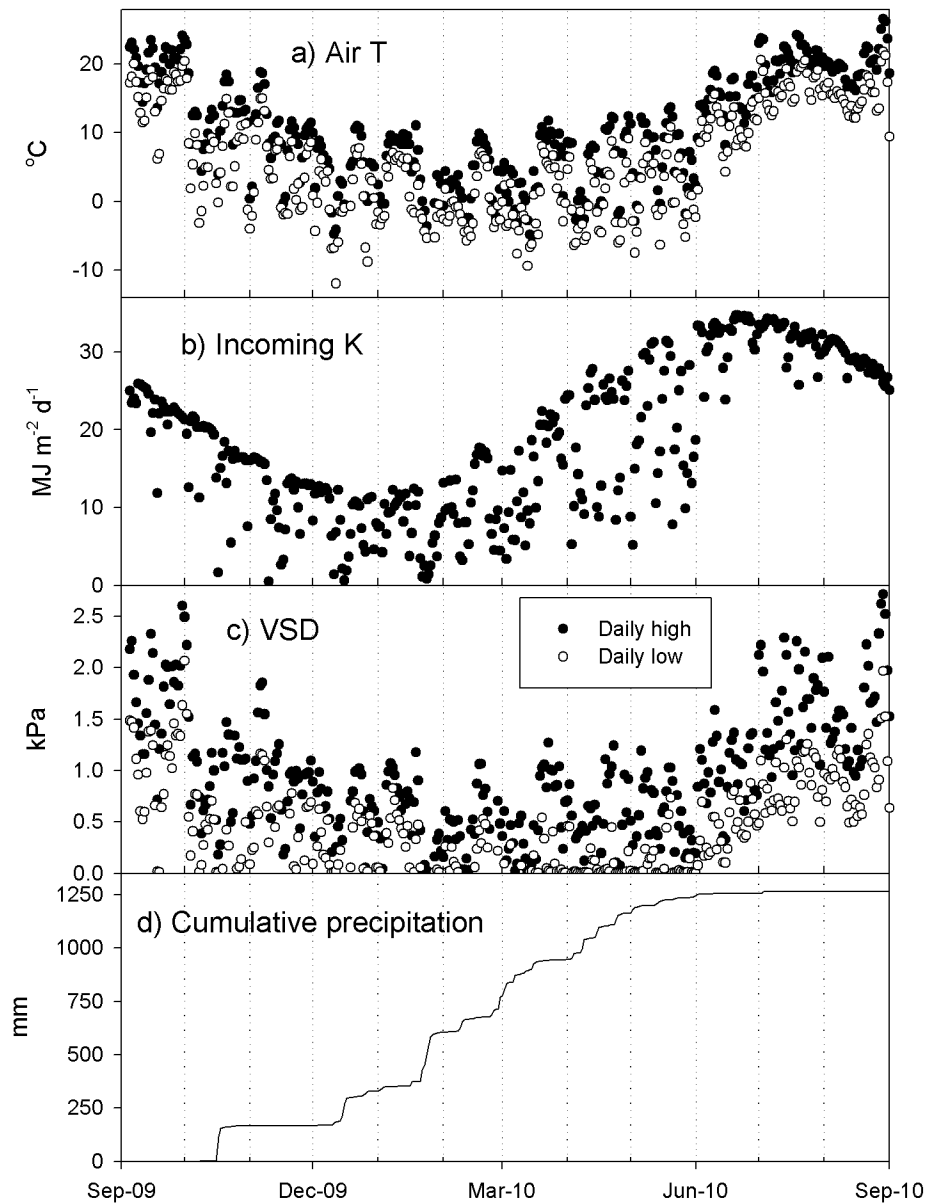 a) Air T
20
10
0
-10
oC
b) Incoming K
30
20
10
0
MJ m-2 d-1
c) VSD
Daily high
Daily low
2.5
2.0
1.5
1.0
0.5
0.0
kPa
d) Cumulative precipitation
1250
1000
750
500
250
0
mm
Sep-09 Dec-09 Mar-10 Jun-10 Sep-10